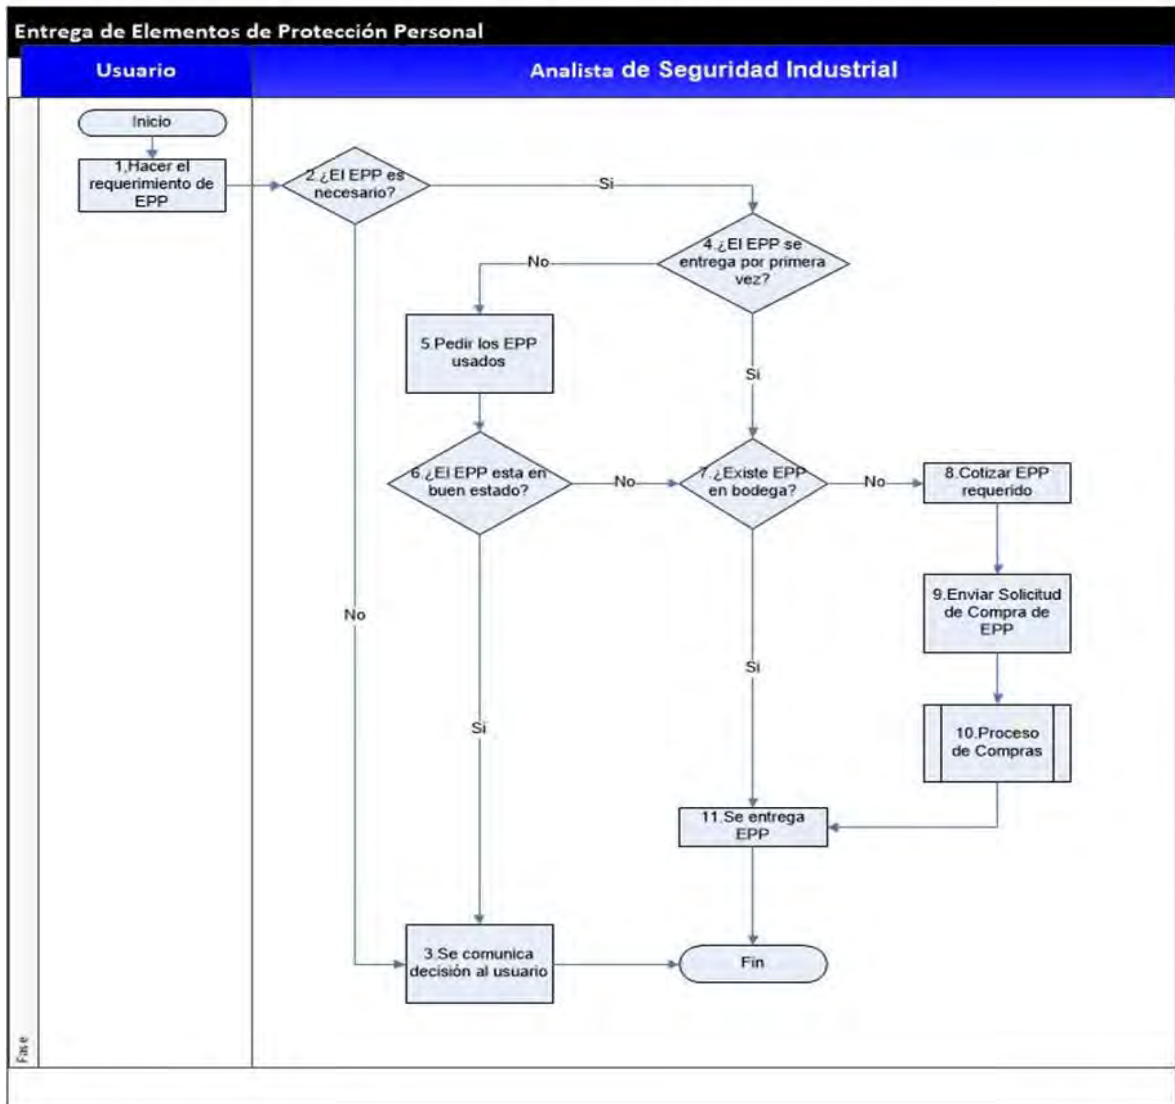 Entrega de Elementos de Protección Personal
Usuario
Analista de Seguridad Industrial
Inicio
1,Hacer el
requerimiento de
EPP
2.¿El EPP es
necesario?
Si
4.¿El EPP se
entrega por primera
vez?
No
5.Pedir los EPP
usados
Si
6.¿El EPP esta en
buen estado?
No
7.¿Existe EPP
en bodega?
No
8.Cotizar EPP
requerido
9.Enviar Solicitud
de Compra de
EPP
No
Si
Si
10.Proceso
de Compras
11.Se entrega
EPP
3.Se comunica
decisión al usuario
Fin
Fase